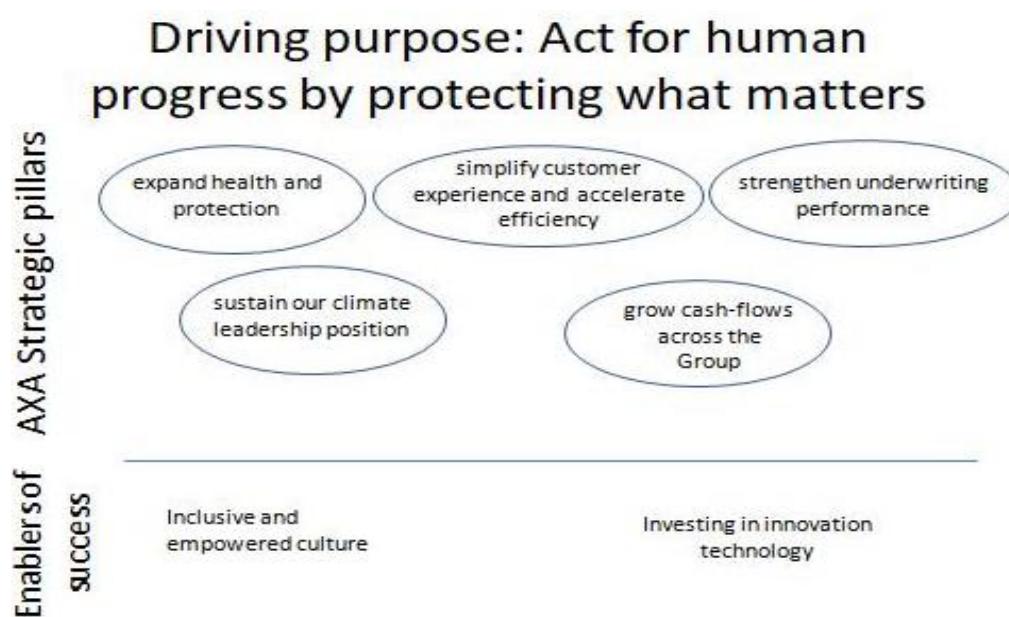 Driving purpose: Act for human
progress by protecting what matters
AXA Strategic pillars
expand health and
protection
simplify customer
experience and accelerate
efficiency
strengthen underwriting
performance
sustain our climate
leadership position
grow cash-flows
across the
Group
Enablers of
success
Inclusive and
empowered culture
Investing in innovation
technology